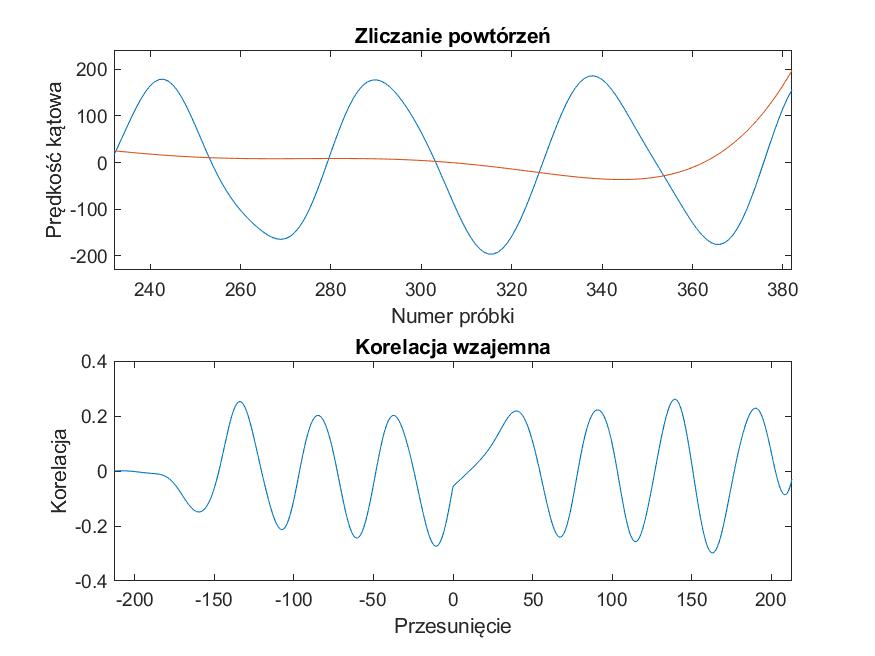 Zliczanie powtórzeń
200
100
0
-100
-200
Prędkość kątowa
240 260 280 300 320 340 360 380
Numer próbki
Korelacja wzajemna
0.4
0.2
0
-0.2
-0.4
Korelacja
-200 -150 -100 -50 0 50 100 150 200
Przesunięcie